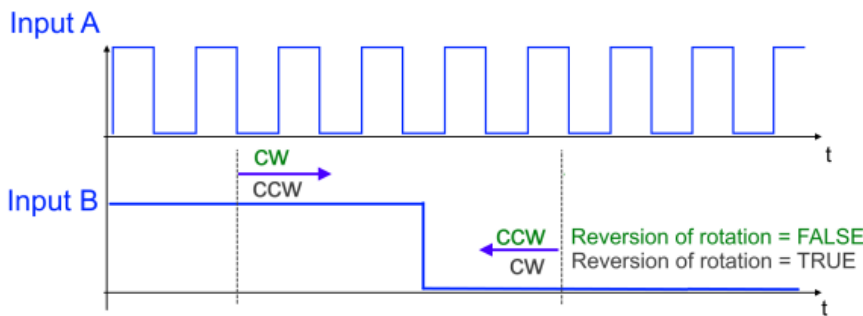 Input A
t
CW
CCW
Input B
CCW
Reversion of rotation = FALSE
CW
Reversion of rotation = TRUE
t